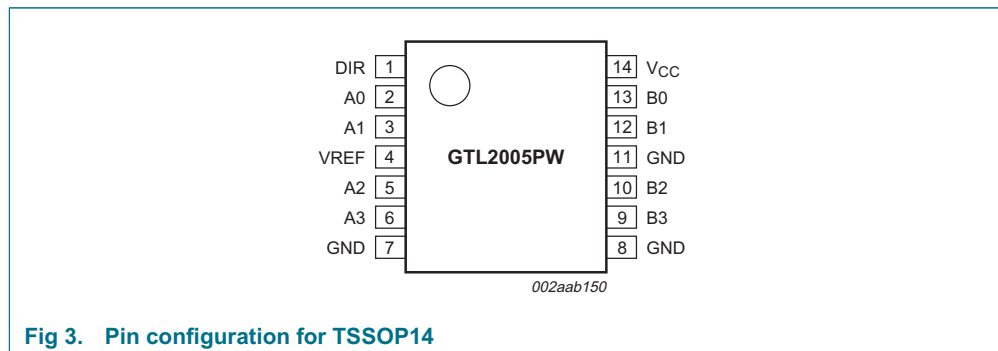 DIR 1 14 VCC
A0 2 13 B0
A1 3 12 B1
VREF 4 GTL2005PW 11 GND
A2 5 10 B2
A3 6 9 B3
GND 7 8 GND
002aab150
Fig 3. Pin configuration for TSSOP14